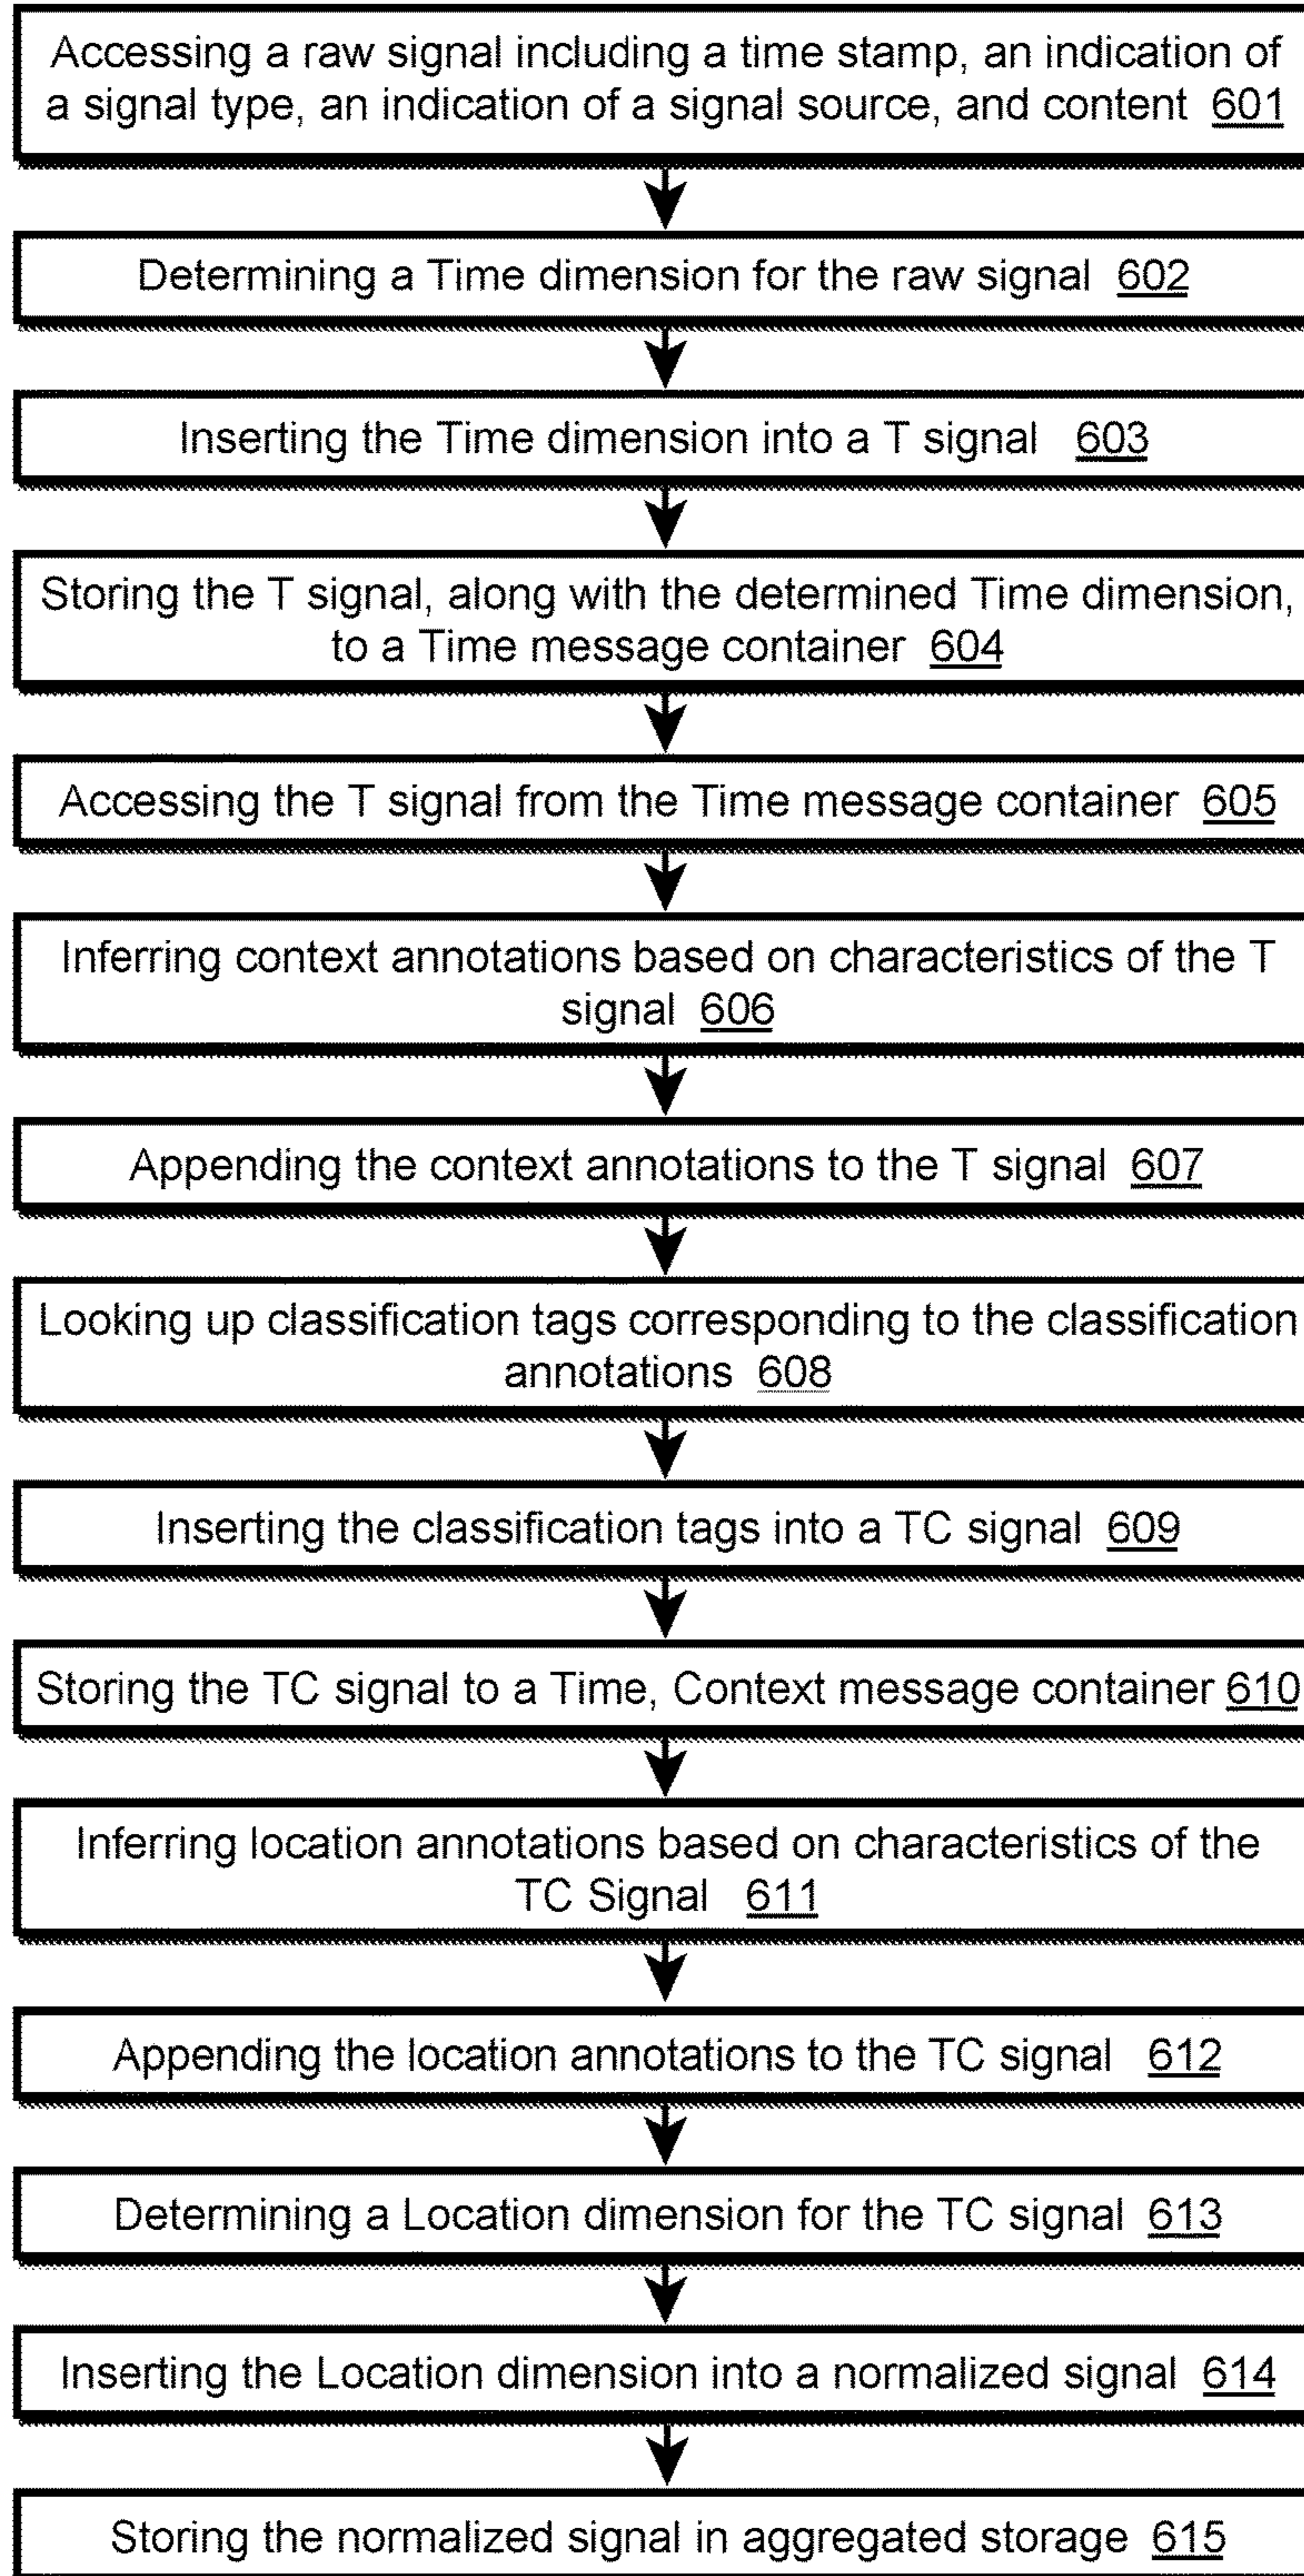 Accessing a raw signal including a time stamp, an indication of
a signal type, an indication of a signal source, and content 601
Determining a Time dimension for the raw signal 602
Inserting the Time dimension into a T signal 603
Storing the T signal, along with the determined Time dimension,
to a Time message container 604
Accessing the T signal from the Time message container 605
Inferring context annotations based on characteristics of the T
signal 606
Appending the context annotations to the T signal 607
Looking up classification tags corresponding to the classification
annotations 608
Inserting the classification tags into a TC signal 609
Storing the TC signal to a Time, Context message container 610
Inferring location annotations based on characteristics of the
TC Signal 611
Appending the location annotations to the TC signal 612
Determining a Location dimension for the TC signal 613
Inserting the Location dimension into a normalized signal 614
Storing the normalized signal in aggregated storage 615